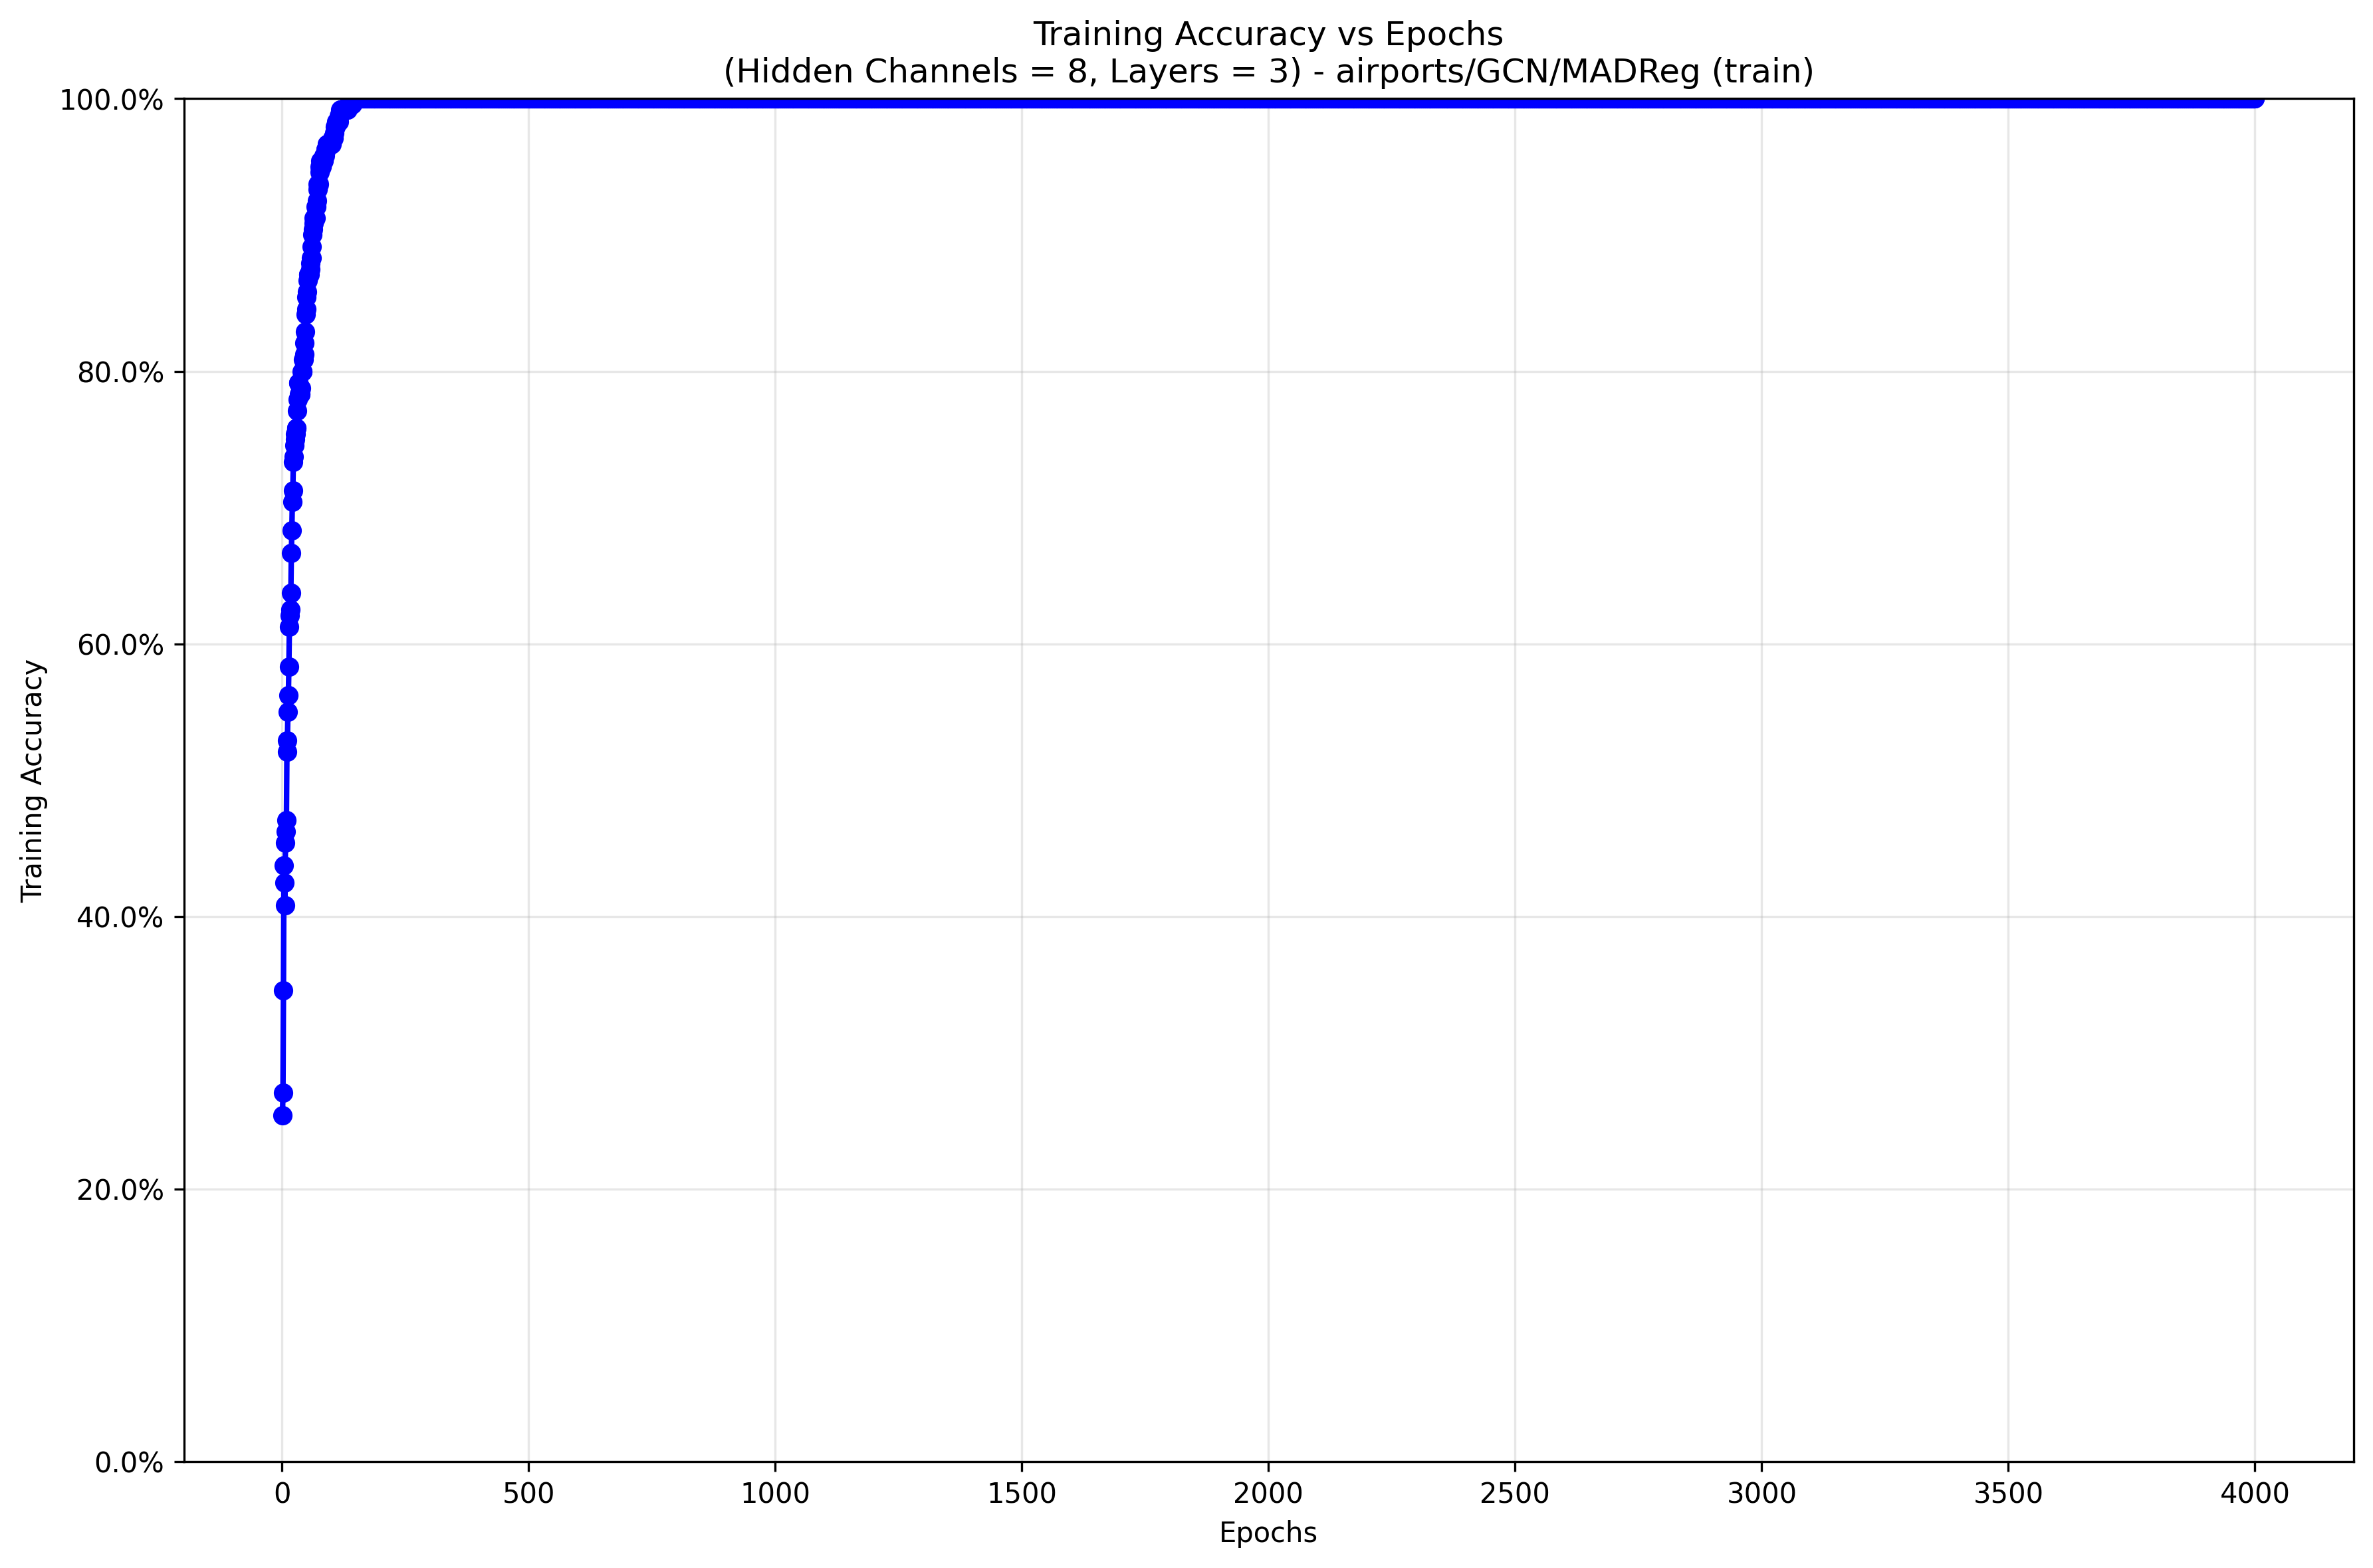 Training Accuracy vs Epochs
(Hidden Channels = 8, Layers = 3) - airports/GCN/MADReg (train)
100.0%
80.0%
60.0%
40.0%
20.0%
0.0%
Training Accuracy
0 500 1000 1500 2000 2500 3000 3500 4000
Epochs